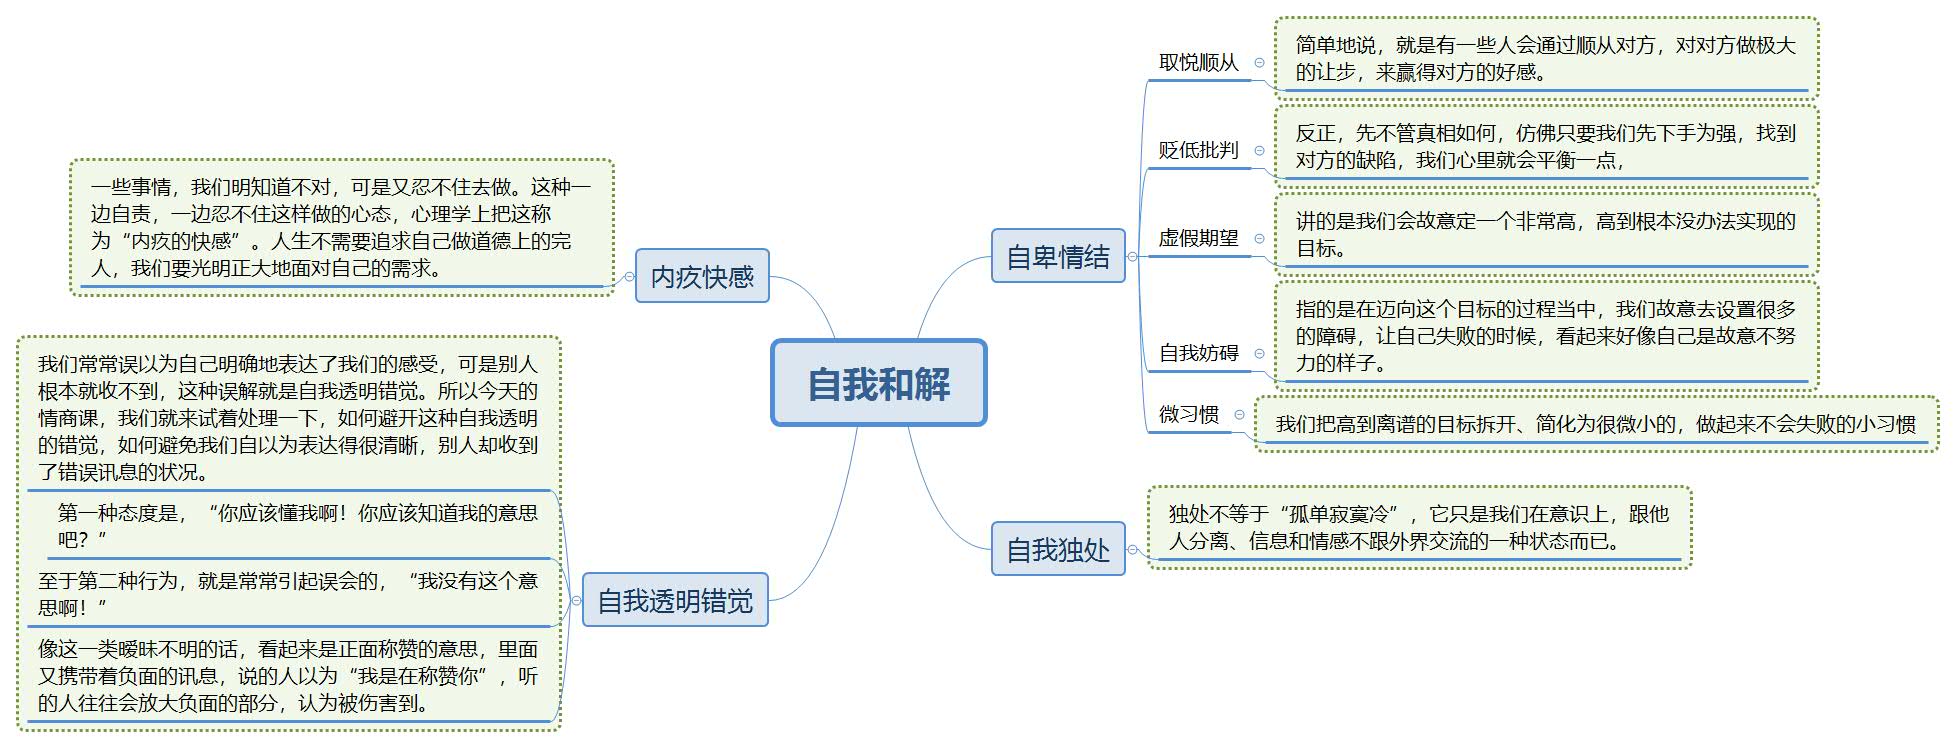 自我和解
自卑情结
取悦顺从
简单地说，就是有一些人会通过顺从对方，对对方做极大
的让步，来赢得对方的好感。
贬低批判
反正，先不管真相如何，仿佛只要我们先下手为强，找到
对方的缺陷，我们心里就会平衡一点，
虚假期望
讲的是我们会故意定一个非常高，高到根本没办法实现的
目标。
自我妨碍
指的是在迈向这个目标的过程当中，我们故意去设置很多
的障碍，让自己失败的时候，看起来好像自己是故意不努
力的样子。
微习惯
我们把高到离谱的目标拆开、简化为很微小的，做起来不会失败的小习惯
自我独处
独处不等于“孤单寂寞冷”，它只是我们在意识上，跟他
人分离、信息和情感不跟外界交流的一种状态而已。
内疚快感
一些事情，我们明知道不对，可是又忍不住去做。这种一
边自责，一边忍不住这样做的心态，心理学上把这称
为“内疚的快感”。人生不需要追求自己做道德上的完
人，我们要光明正大地面对自己的需求。
自我透明错觉
我们常常误以为自己明确地表达了我们的感受，可是别人
根本就收不到，这种误解就是自我透明错觉。所以今天的
情商课，我们就来试着处理一下，如何避开这种自我透明
的错觉，如何避免我们自以为表达得很清晰，别人却收到
了错误讯息的状况。
第一种态度是，“你应该懂我啊！你应该知道我的意思
吧？”
至于第二种行为，就是常常引起误会的，“我没有这个意
思啊！”
像这一类暧昧不明的话，看起来是正面称赞的意思，里面
又携带着负面的讯息，说的人以为“我是在称赞你”，听
的人往往会放大负面的部分，认为被伤害到。